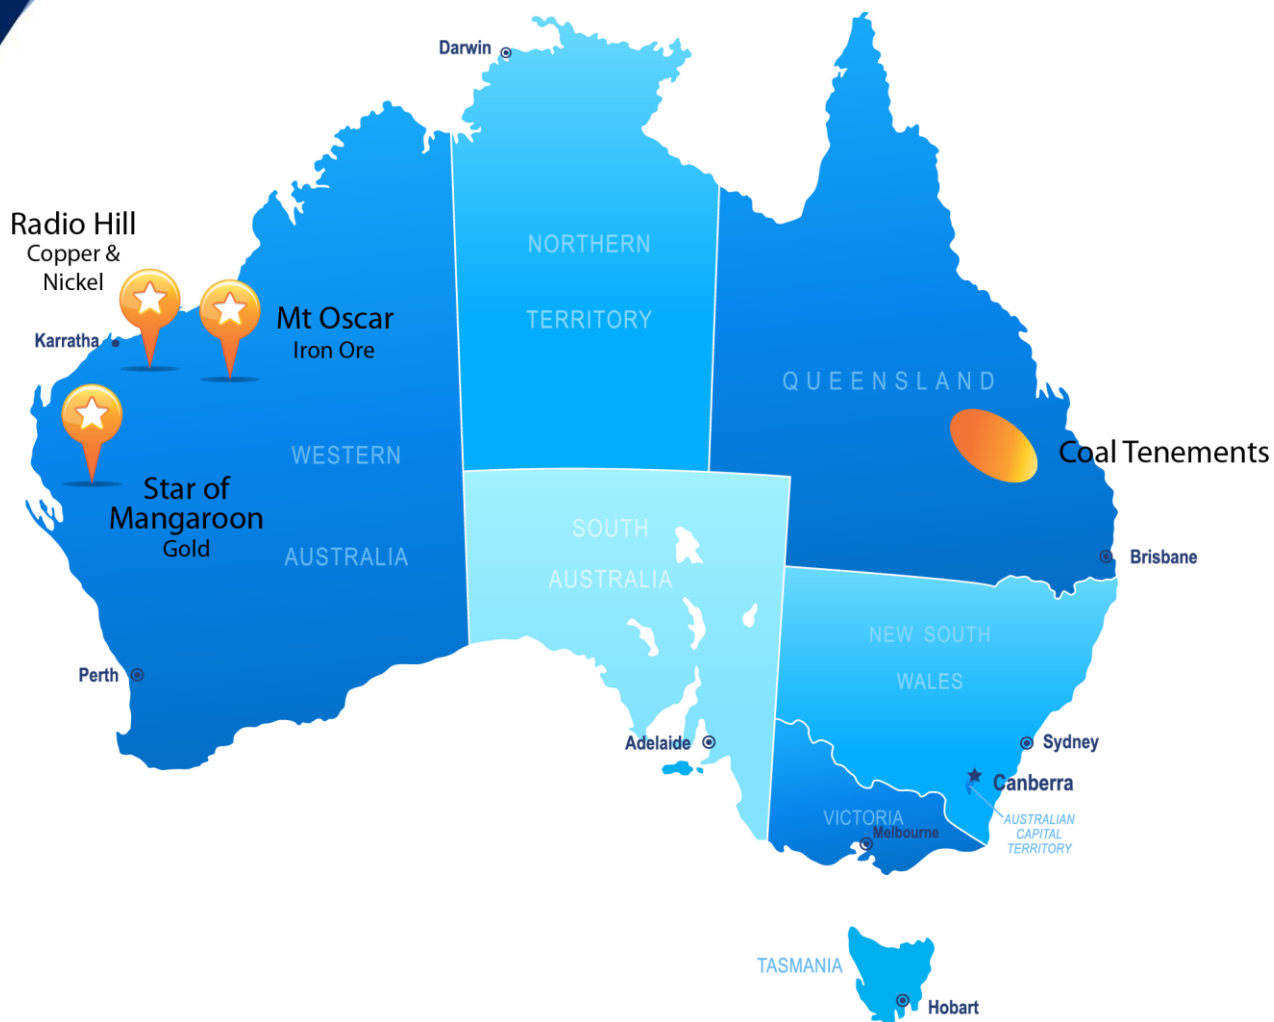 Darwin
Radio Hill
Copper &
Nickel
NORTHERN
TERRITORY
Mt Oscar
Iron Ore
Karratha
QUEENSLAND
Coal Tenements
WESTERN
AUSTRALIA
Star of
Mangaroon
Gold
SOUTH
AUSTRALIA
Brisbane
NEW SOUTH
WALES
Perth
Adelaide
Sydney
Canberra
VICTORIA
Melbourne
AUSTRALIAN
CAPITAL
TERRITORY
TASMANIA
Hobart